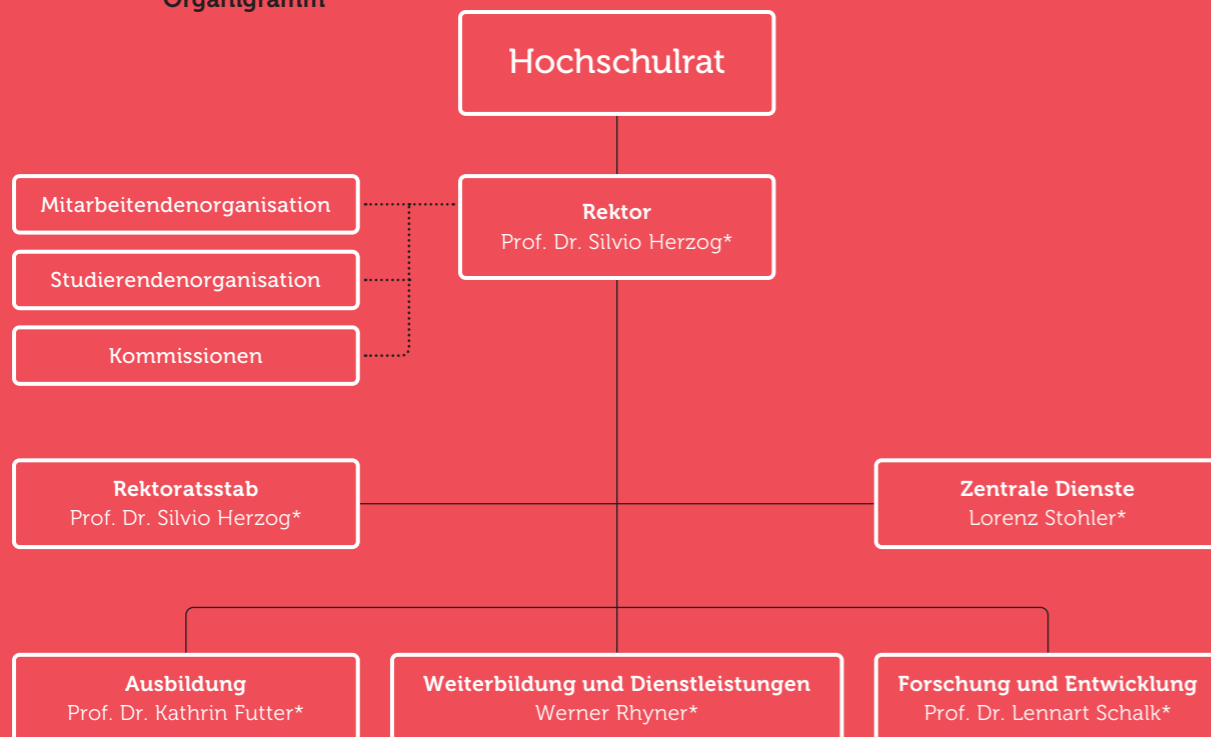 Organigramm
Hochschulrat
Mitarbeitendenorganisation
Studierendenorganisation
Kommissionen
Rektor
Prof. Dr. Silvio Herzog*
Rektoratsstab
Prof. Dr. Silvio Herzog*
Zentrale Dienste
Lorenz Stohler*
Ausbildung
Prof. Dr. Kathrin Futter*
Weiterbildung und Dienstleistungen
Werner Rhyner*
Forschung und Entwicklung
Prof. Dr. Lennart Schalk*